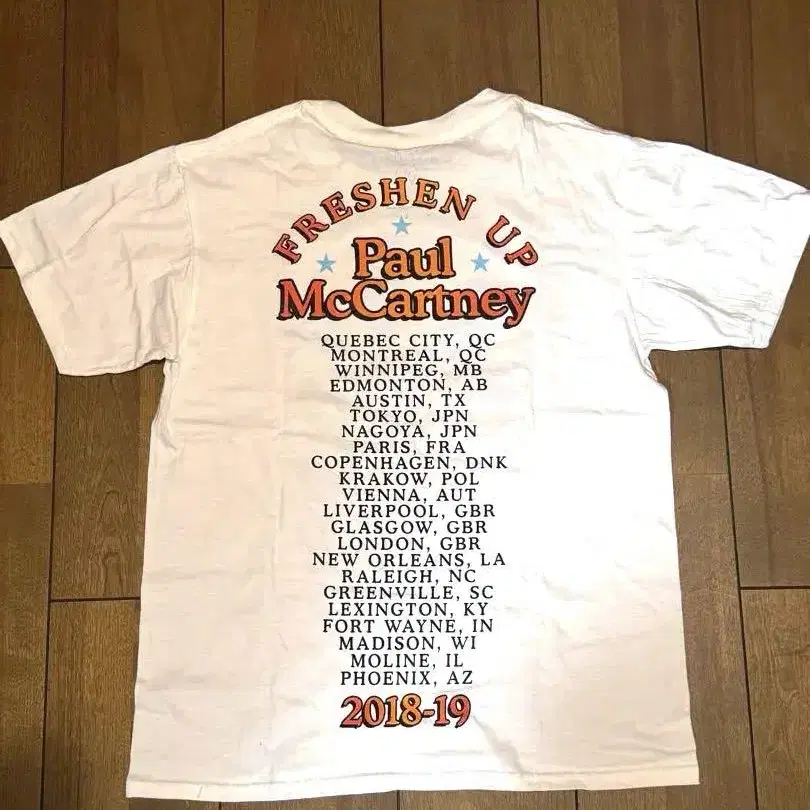 FRESHEN UP
Paul
McCartney
QUEBEC CITY, QC
MONTREAL, QC
WINNIPEG, MB
EDMONTON, AB
AUSTIN, TX
TOKYO, JPN
NAGOYA, JPN
PARIS, FRA
COPENHAGEN, DNK
KRAKOW, POL
VIENNA, AUT
LIVERPOOL, GBR
GLASGOW, GBR
LONDON, GBR
NEW ORLEANS, LA
RALEIGH, NC
GREENVILLE, SC
LEXINGTON, KY
FORT WAYNE, IN
MADISON, WI
MOLINE, IL
PHOENIX, AZ
2018-19